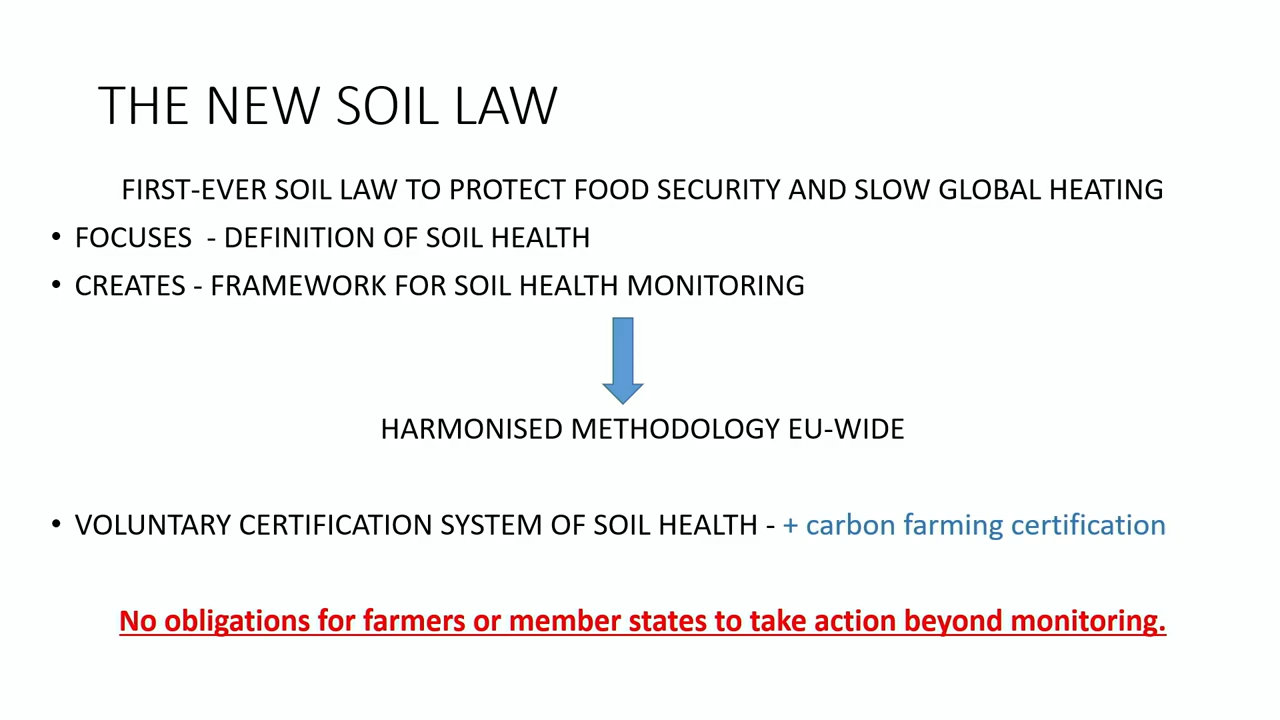 THE NEW SOIL LAW
FIRST-EVER SOIL LAW TO PROTECT FOOD SECURITY AND SLOW GLOBAL HEATING
• FOCUSES - DEFINITION OF SOIL HEALTH
• CREATES - FRAMEWORK FOR SOIL HEALTH MONITORING
HARMONISED METHODOLOGY EU-WIDE
• VOLUNTARY CERTIFICATION SYSTEM OF SOIL HEALTH - + carbon farming certification
No obligations for farmers or member states to take action beyond monitoring.